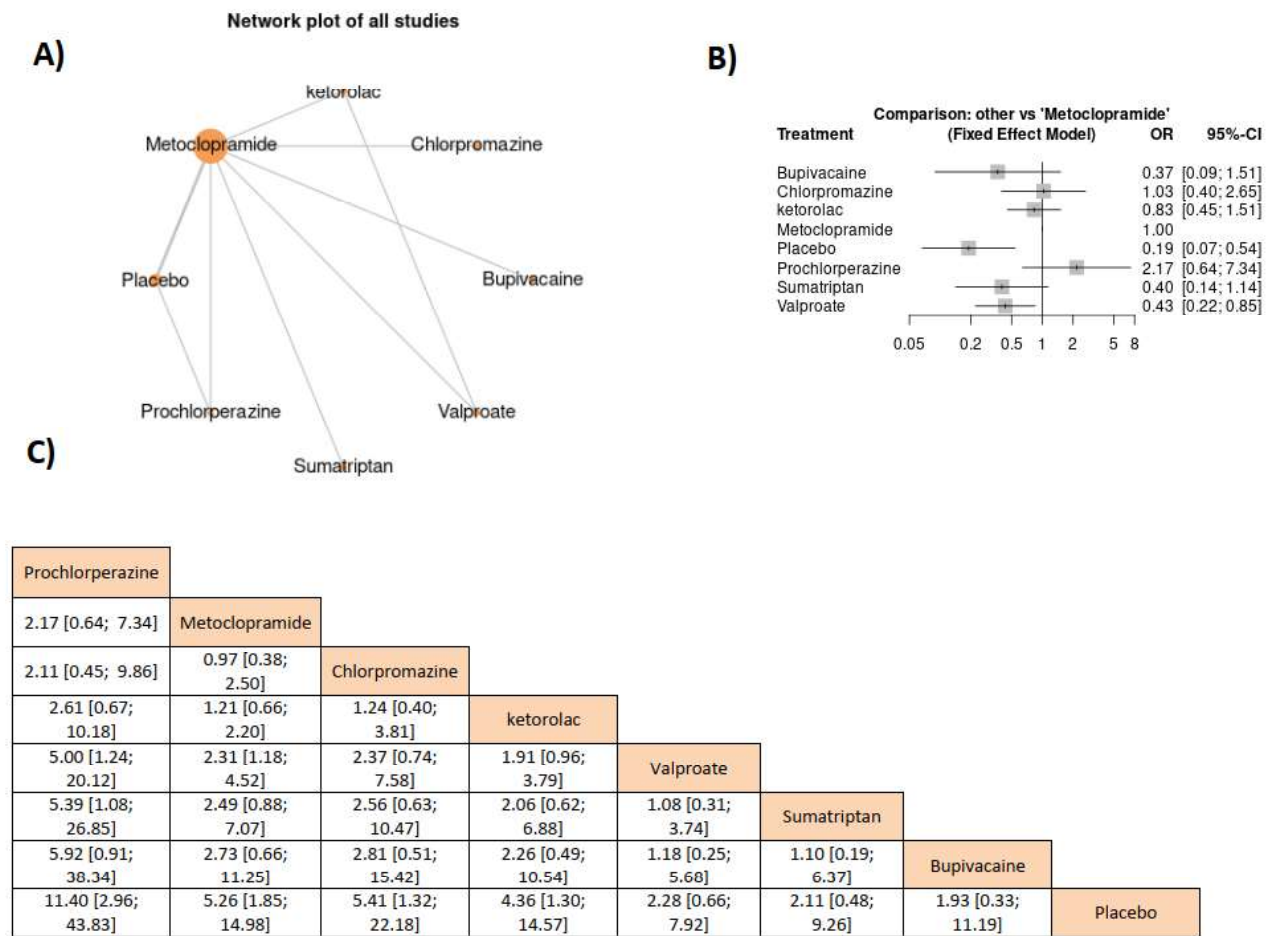 Network plot of all studies
A)
ketorolac
Metoclopramide
Chlorpromazine
Placebo
Bupivacaine
Prochlorperazine
Valproate
Sumatriptan
B)
Comparison: other vs 'Metoclopramide'
Treatment (Fixed Effect Model) OR 95%-CI
Bupivacaine 0.37 [0.09; 1.51]
Chlorpromazine 1.03 [0.40; 2.65]
ketorolac 0.83 [0.45; 1.51]
Metoclopramide 1.00
Placebo 0.19 [0.07; 0.54]
Prochlorperazine 2.17 [0.64; 7.34]
Sumatriptan 0.40 [0.14; 1.14]
Valproate 0.43 [0.22; 0.85]
0.05 0.2 0.5 1 2 5 8
C)
Prochlorperazine
2.17 [0.64; 7.34] Metoclopramide
2.11 [0.45; 9.86] 0.97 [0.38; 2.50] Chlorpromazine
2.61 [0.67; 10.18] 1.21 [0.66; 2.20] 1.24 [0.40; 3.81] ketorolac
5.00 [1.24; 20.12] 2.31 [1.18; 4.52] 2.37 [0.74; 7.58] 1.91 [0.96; 3.79] Valproate
5.39 [1.08; 26.85] 2.49 [0.88; 7.07] 2.56 [0.63; 10.47] 2.06 [0.62; 6.88] 1.08 [0.31; 3.74] Sumatriptan
5.92 [0.91; 38.34] 2.73 [0.66; 11.25] 2.81 [0.51; 15.42] 2.26 [0.49; 10.54] 1.18 [0.25; 5.68] 1.10 [0.19; 6.37] Bupivacaine
11.40 [2.96; 43.83] 5.26 [1.85; 14.98] 5.41 [1.32; 22.18] 4.36 [1.30; 14.57] 2.28 [0.66; 7.92] 2.11 [0.48; 9.26] 1.93 [0.33; 11.19] Placebo